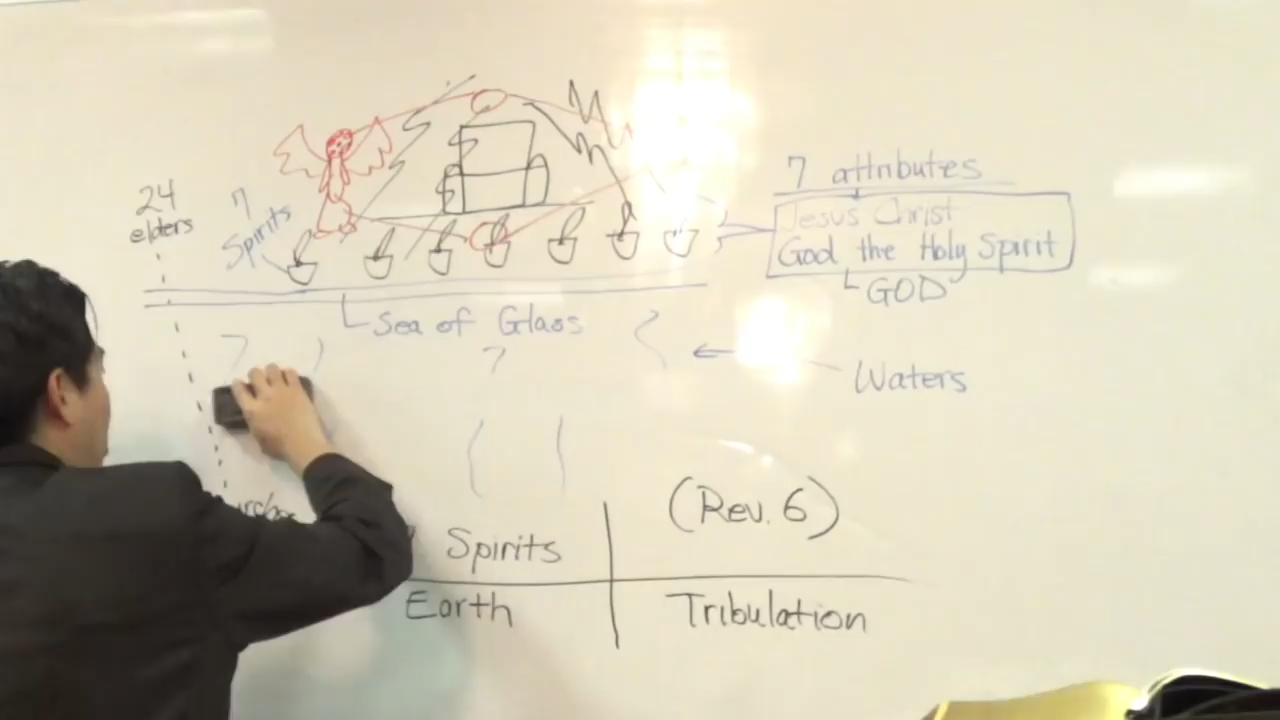 24
elders
7
Spirits
7 attributes
Jesus Christ
God the Holy Spirit
GOD
Sea of Glass
Waters
(Rev. 6)
Spirits
Earth
Tribulation